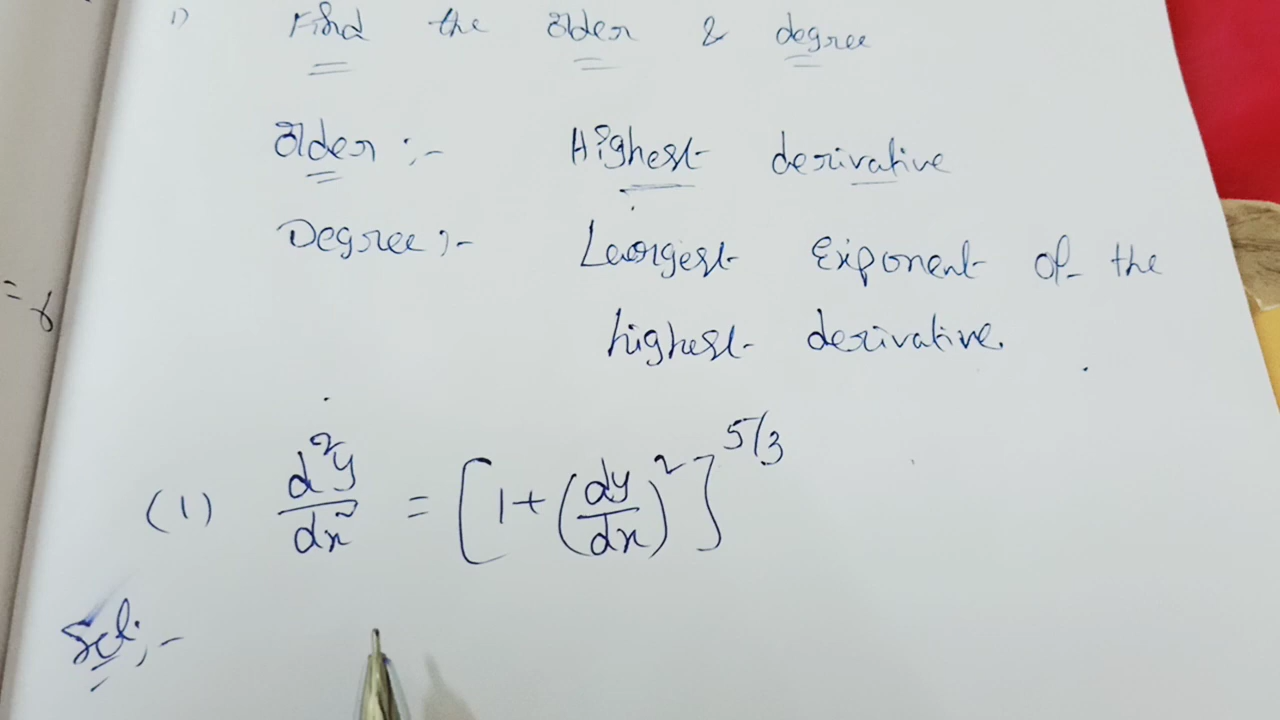 1) Find the order & degree
order :- Highest derivative
Degree :- Largest Exponent of the
highest derivative.
(1) d²y/dx² = [1+(dy/dx)²]^5/3
Sol:-